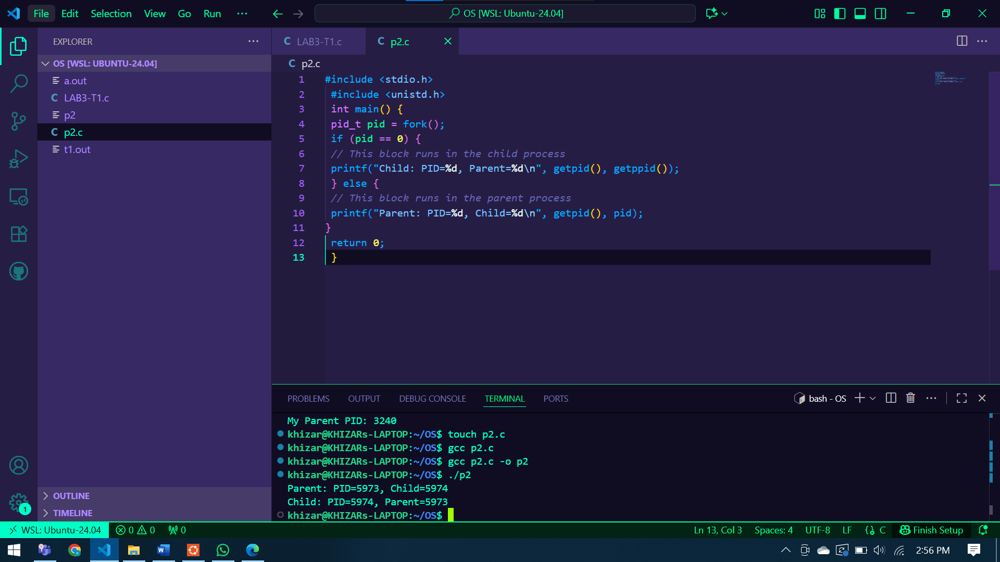 File Edit Selection View Go Run ···
OS [WSL: Ubuntu-24.04]
EXPLORER
OS [WSL: UBUNTU-24.04]
a.out
C LAB3-T1.c
p2
C p2.c
t1.out
OUTLINE
TIMELINE
C LAB3-T1.c
C p2.c
C p2.c
1 #include <stdio.h>
2 #include <unistd.h>
3 int main() {
4 pid_t pid = fork();
5 if (pid == 0) {
6 // This block runs in the child process
7 printf("Child: PID=%d, Parent=%d\n", getpid(), getppid());
8 } else {
9 // This block runs in the parent process
10 printf("Parent: PID=%d, Child=%d\n", getpid(), pid);
11 }
12 return 0;
13 }
PROBLEMS OUTPUT DEBUG CONSOLE TERMINAL PORTS
bash - OS
My Parent PID: 3240
khizar@KHIZARs-LAPTOP:~/OS$ touch p2.c
khizar@KHIZARs-LAPTOP:~/OS$ gcc p2.c
khizar@KHIZARs-LAPTOP:~/OS$ gcc p2.c -o p2
khizar@KHIZARs-LAPTOP:~/OS$ ./p2
Parent: PID=5973, Child=5974
Child: PID=5974, Parent=5973
khizar@KHIZARs-LAPTOP:~/OS$
1
WSL: Ubuntu-24.04 0 0 0
Ln 13, Col 3 Spaces: 4 UTF-8 LF C Finish Setup
2:56 PM